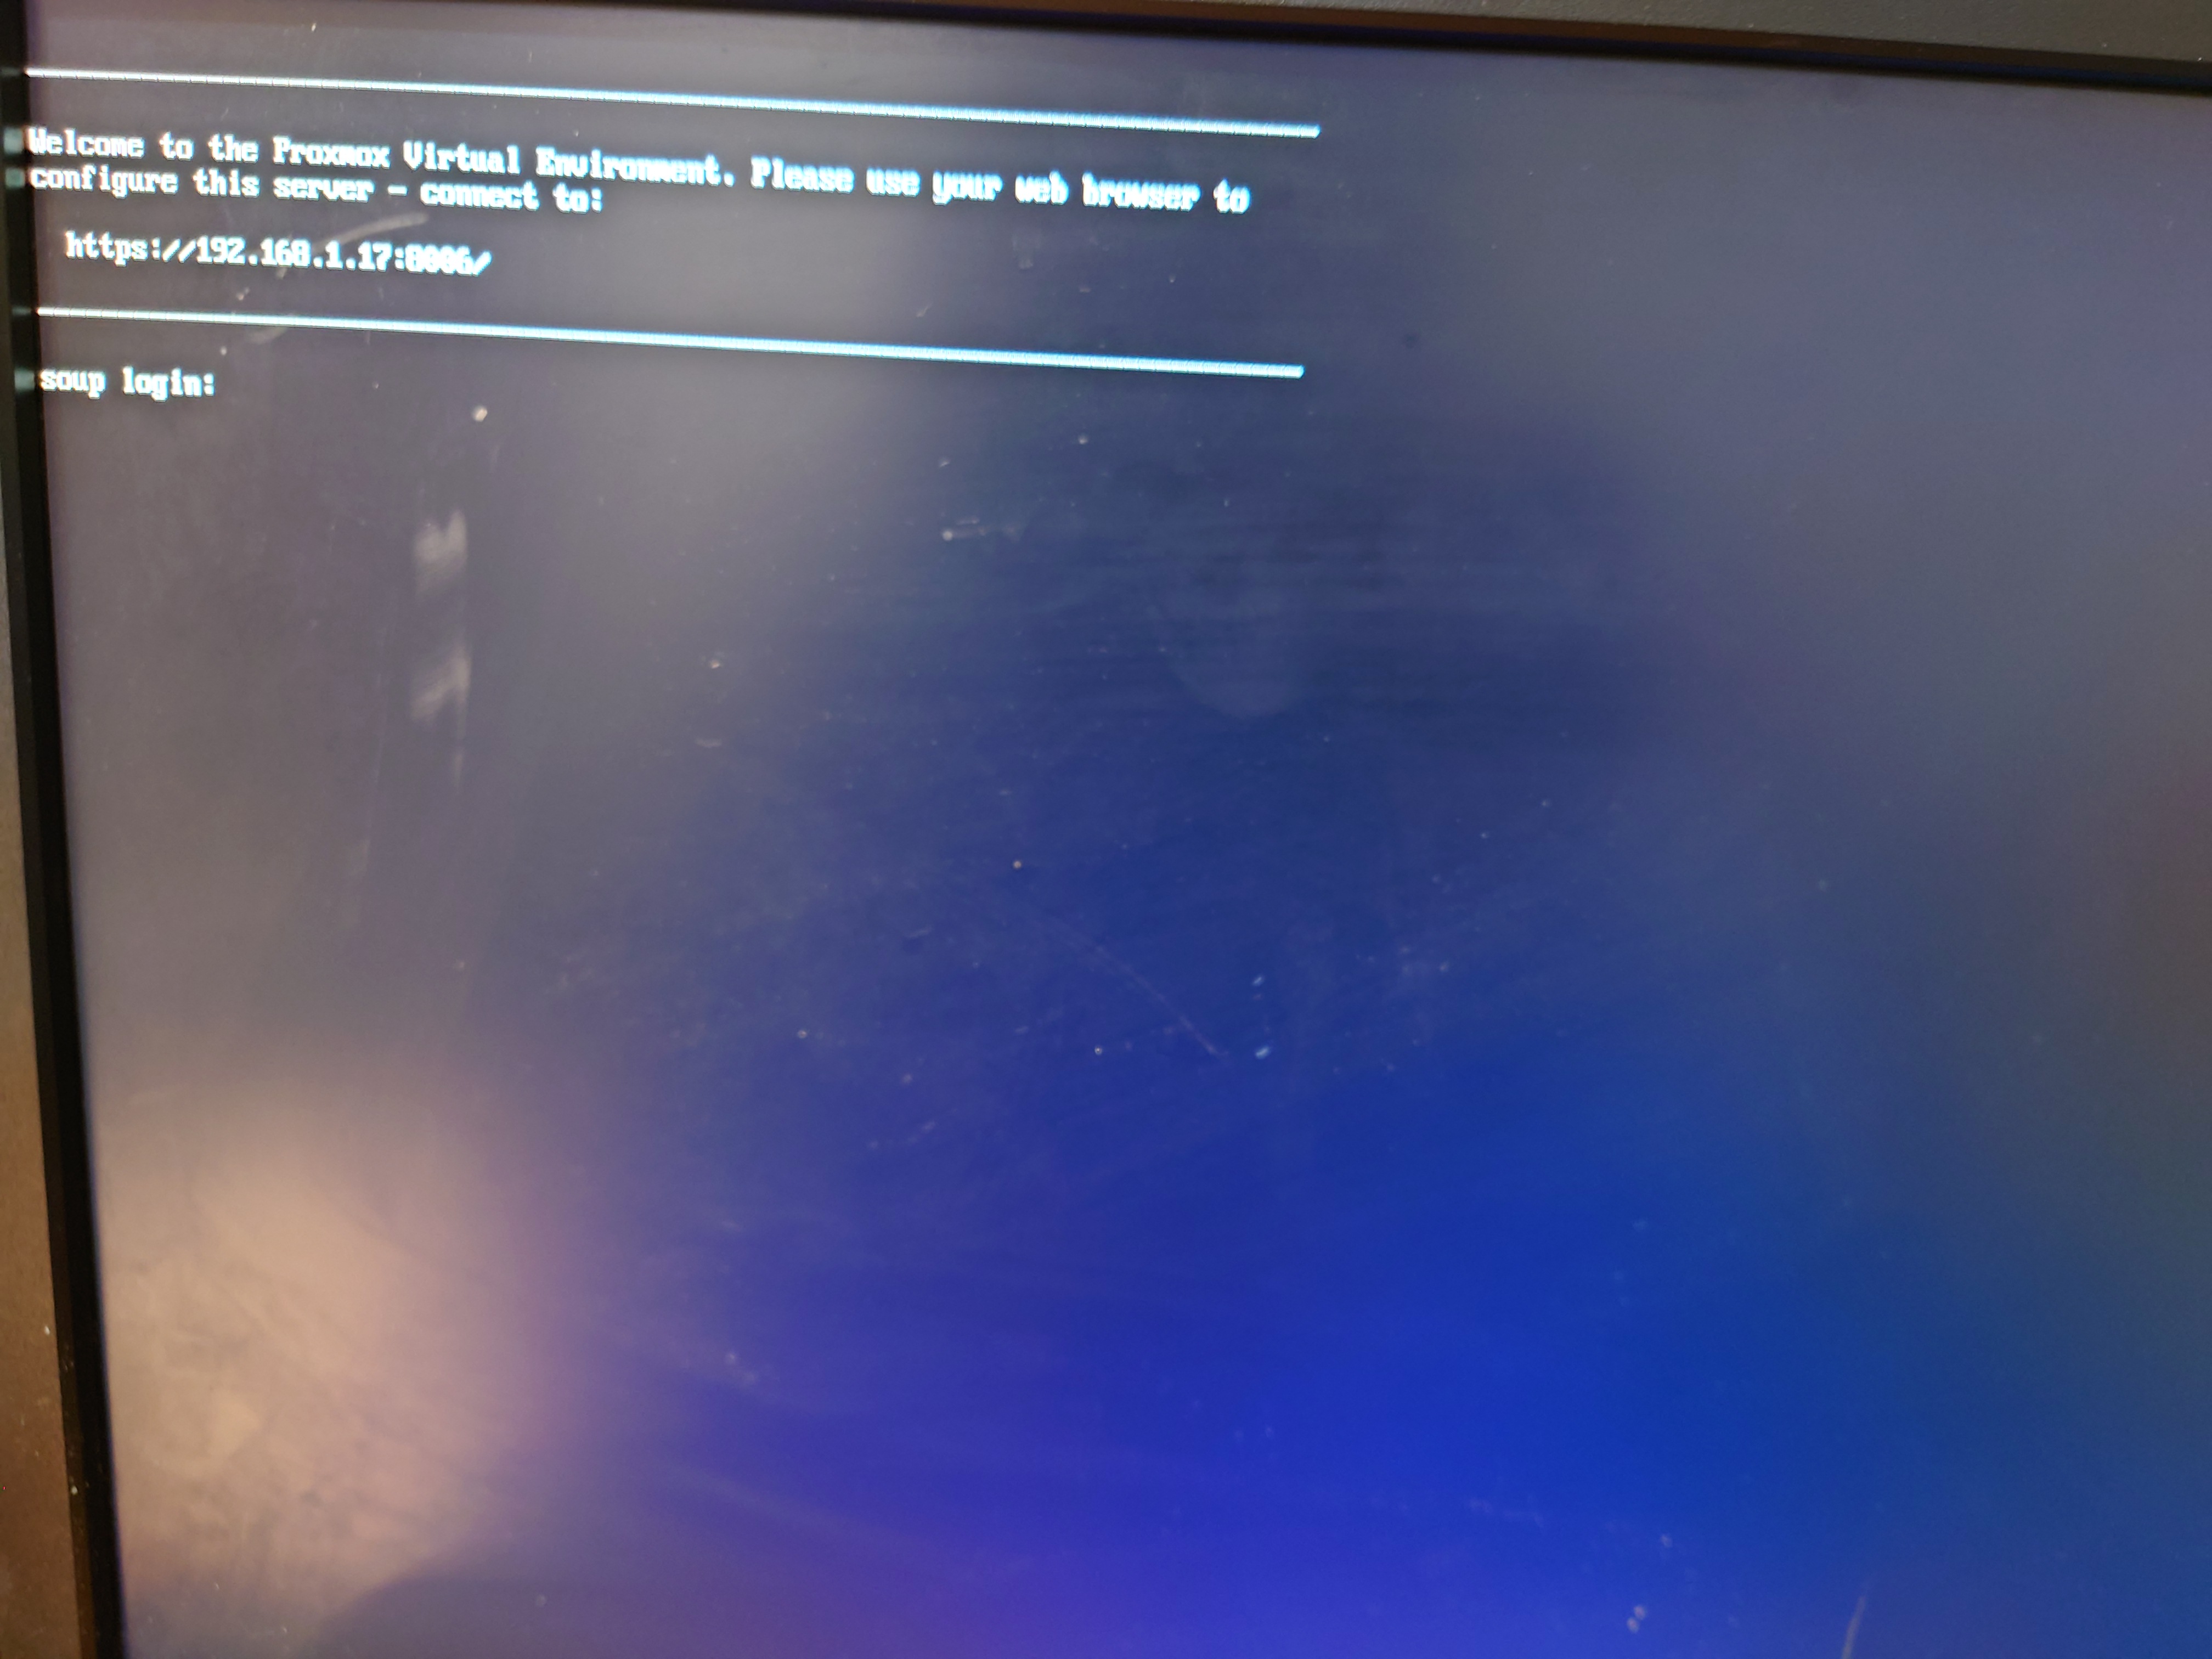 Welcome to the Proxmox Virtual Environment. Please use your web browser to
configure this server - connect to:
https://192.168.1.17:8006/
soup login: